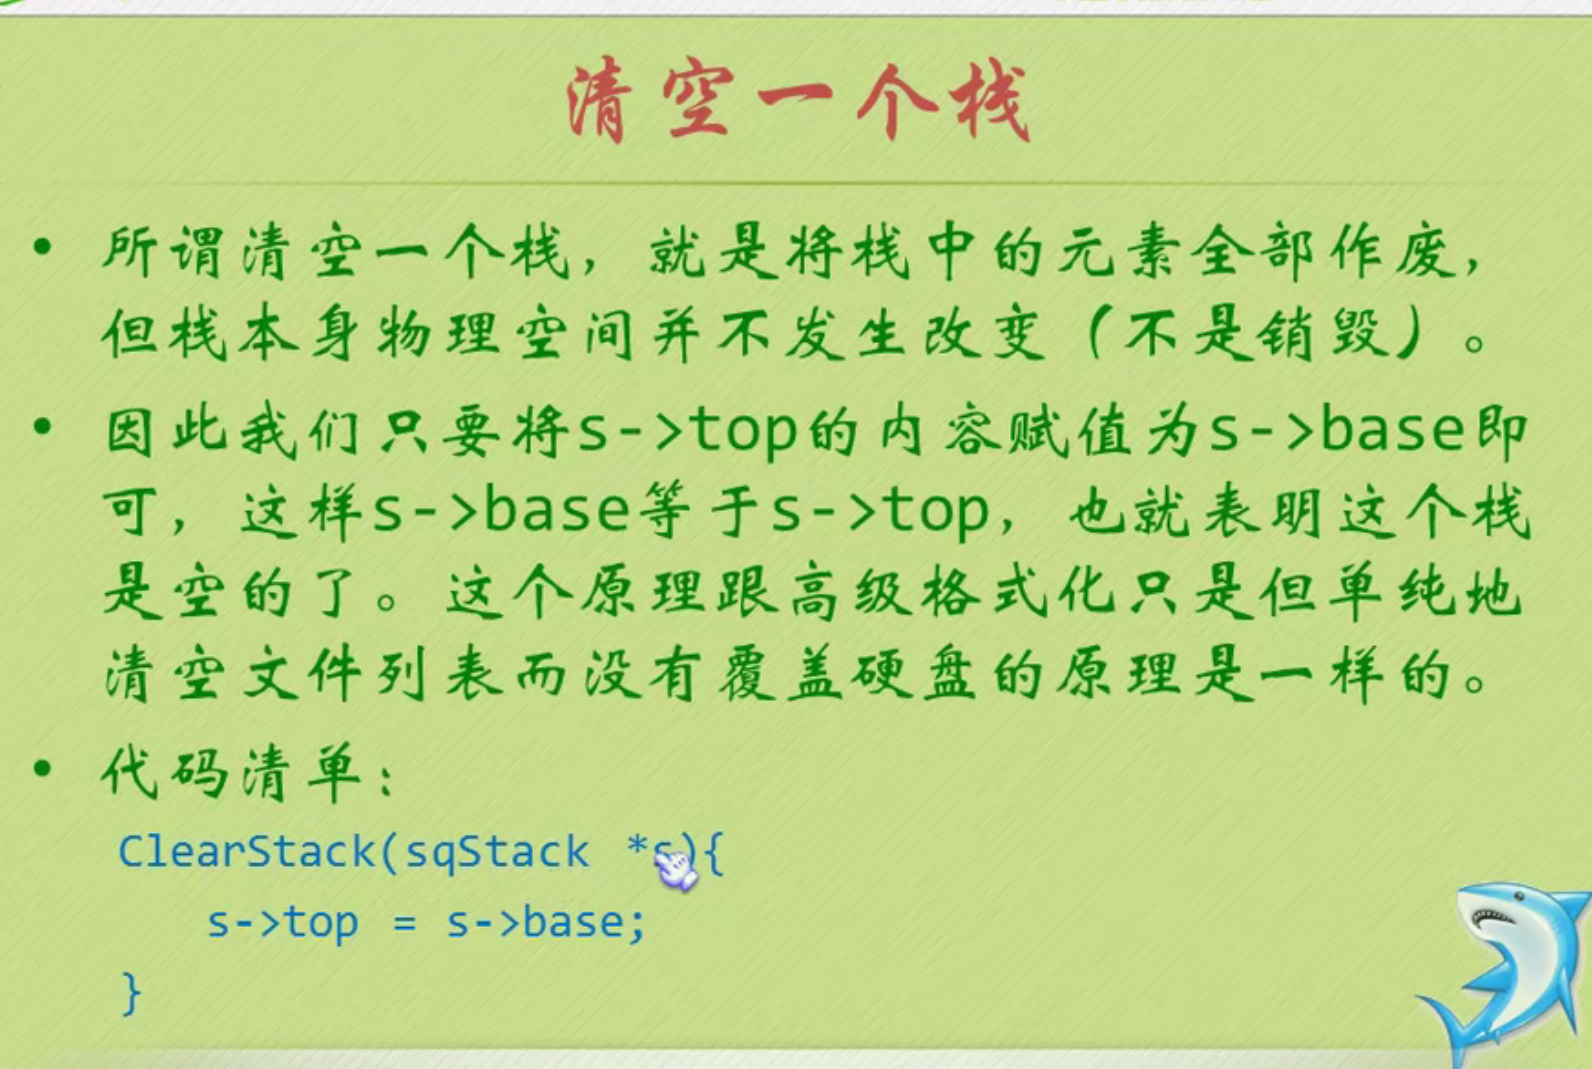 清空一个栈
• 所谓清空一个栈，就是将栈中的元素全部作废，
但栈本身物理空间并不发生改变（不是销毁）。
• 因此我们只要将s->top的内容赋值为s->base即
可，这样s->base等于s->top，也就表明这个栈
是空的了。这个原理跟高级格式化只是但单纯地
清空文件列表而没有覆盖硬盘的原理是一样的。
• 代码清单：
ClearStack(sqStack *s){
s->top = s->base;
}